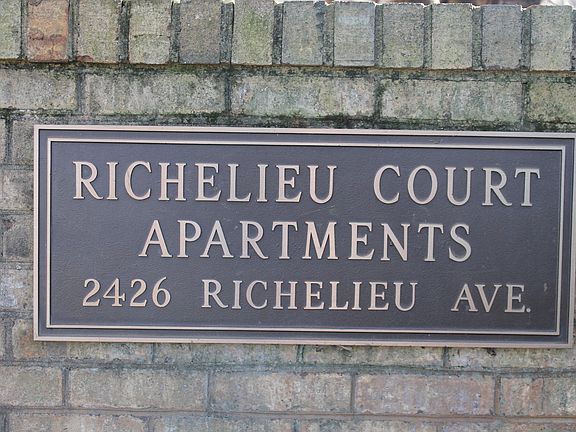 RICHELIEU COURT
APARTMENTS
2426 RICHELIEU AVE.